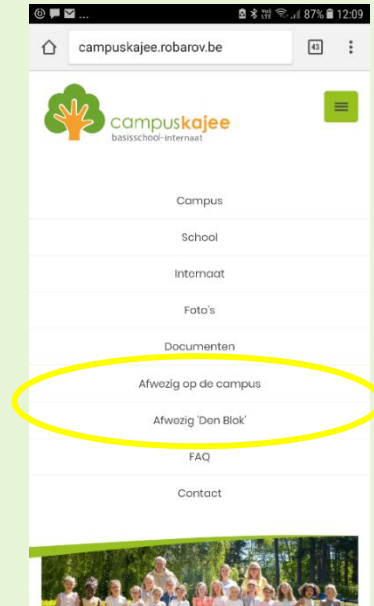 ... 87% 12:09
campuskajee.robarov.be 43
campuskajee
basisschool-internaat
Campus
School
Internaat
Foto's
Documenten
Afwezig op de campus
Afwezig 'Den Blok'
FAQ
Contact